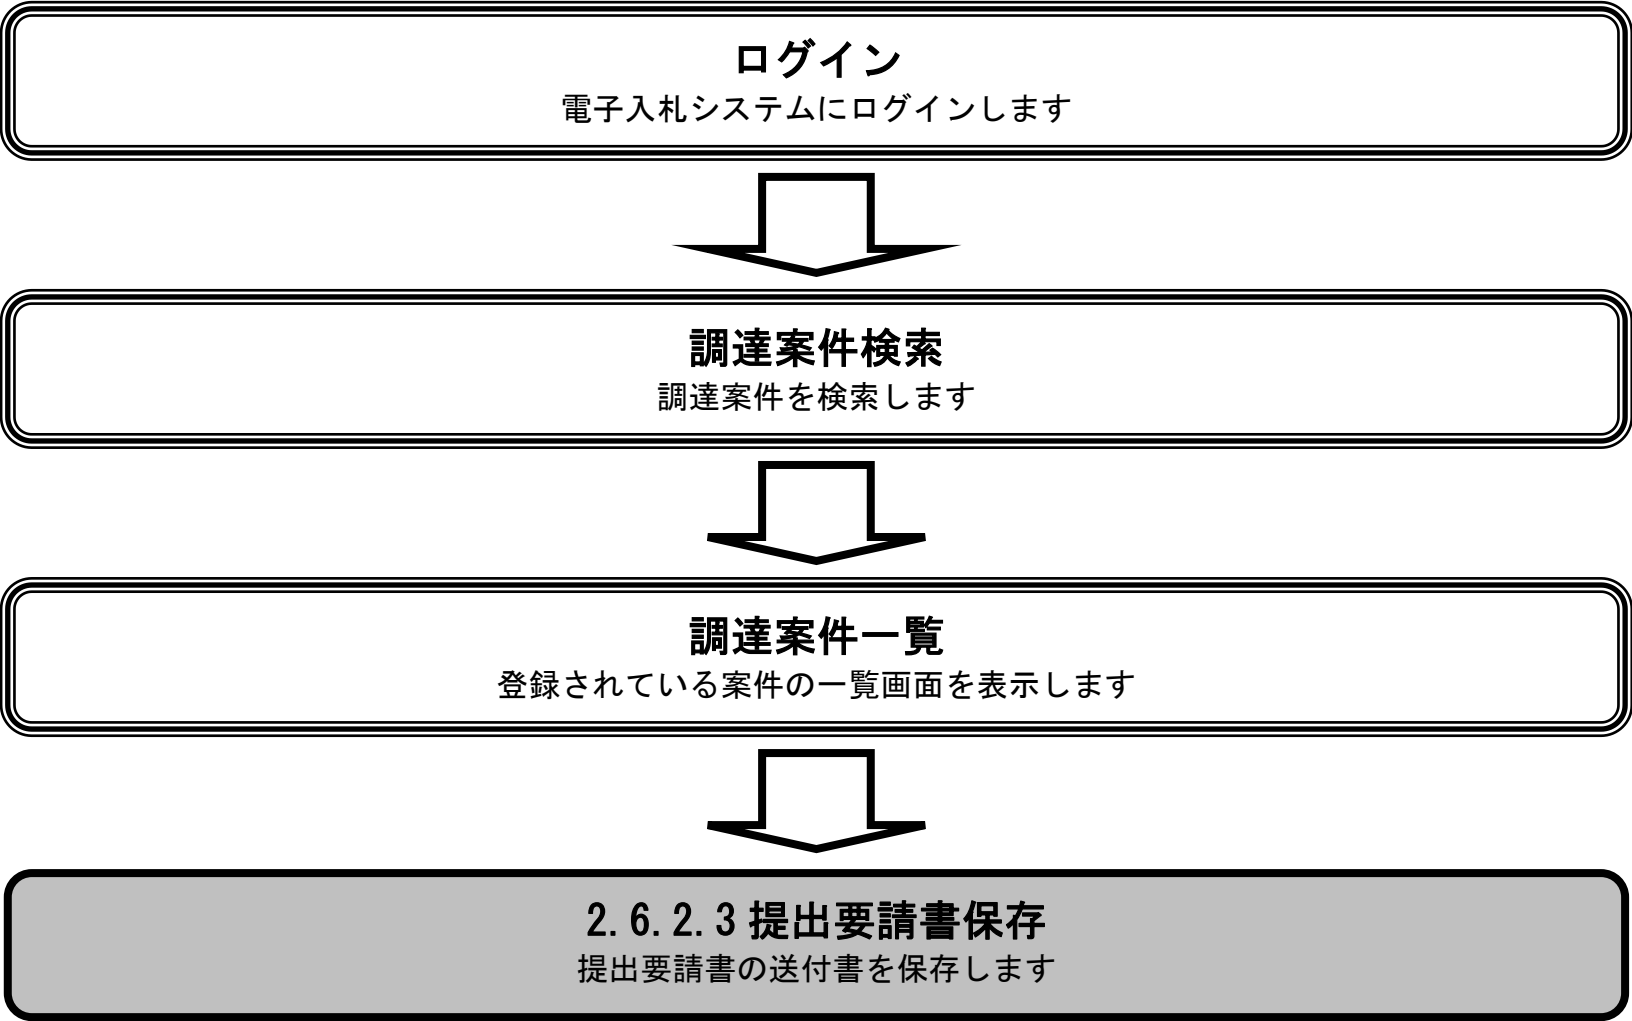 ログイン
電子入札システムにログインします
調達案件検索
調達案件を検索します
調達案件一覧
登録されている案件の一覧画面を表示します
2.6.2.3提出要請書保存
提出要請書の送付書を保存します